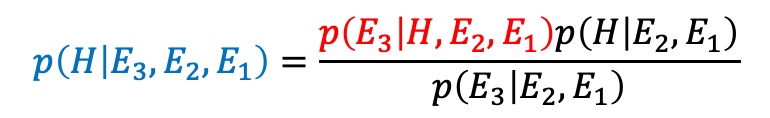 p(H|E₃, E₂, E₁) = p(E₃|H, E₂, E₁)p(H|E₂, E₁) / p(E₃|E₂, E₁)